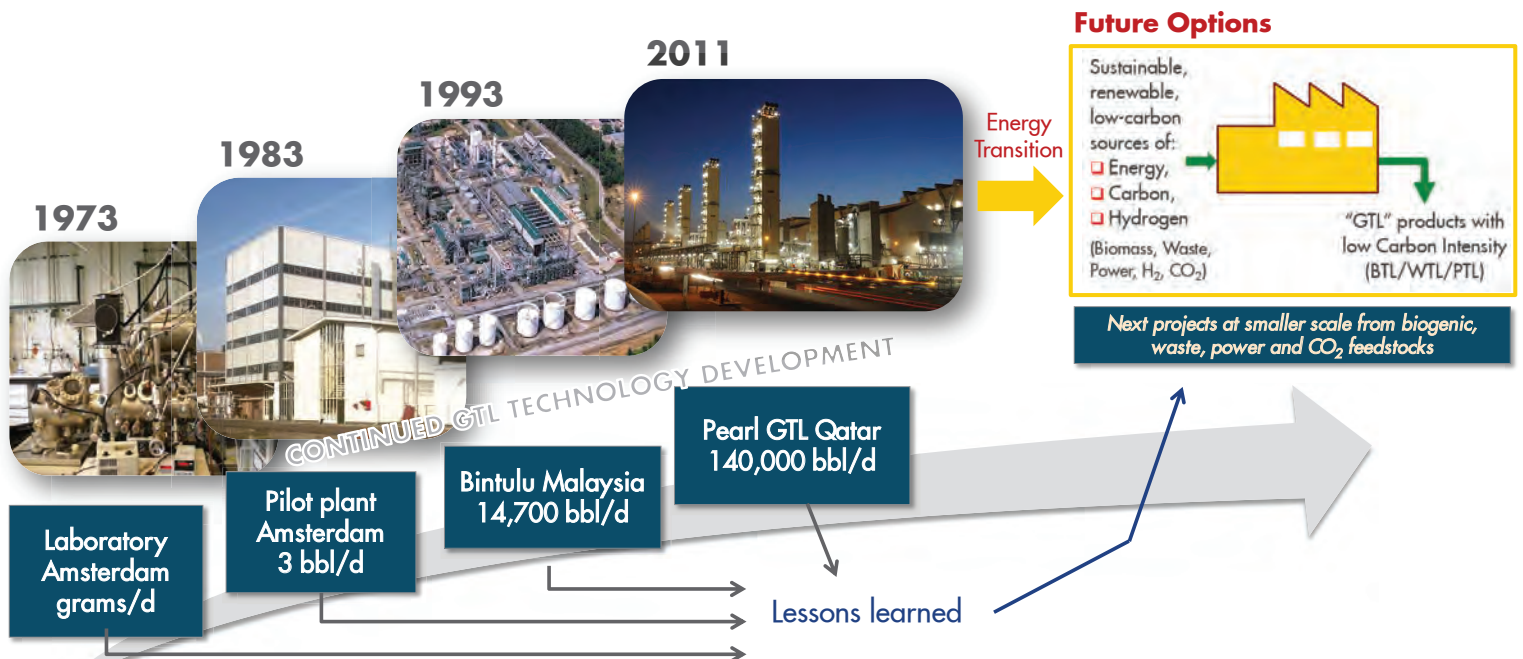 1973
1983
1993
2011
Energy
Transition
Future Options
Sustainable,
renewable,
low-carbon
sources of:
❑ Energy,
❑ Carbon,
❑ Hydrogen
(Biomass, Waste,
Power, H₂, CO₂)
“GTL” products with
low Carbon Intensity
(BTL/WTL/PTL)
Next projects at smaller scale from biogenic,
waste, power and CO₂ feedstocks
CONTINUED GTL TECHNOLOGY DEVELOPMENT
Laboratory
Amsterdam
grams/d
Pilot plant
Amsterdam
3 bbl/d
Bintulu Malaysia
14,700 bbl/d
Pearl GTL Qatar
140,000 bbl/d
Lessons learned